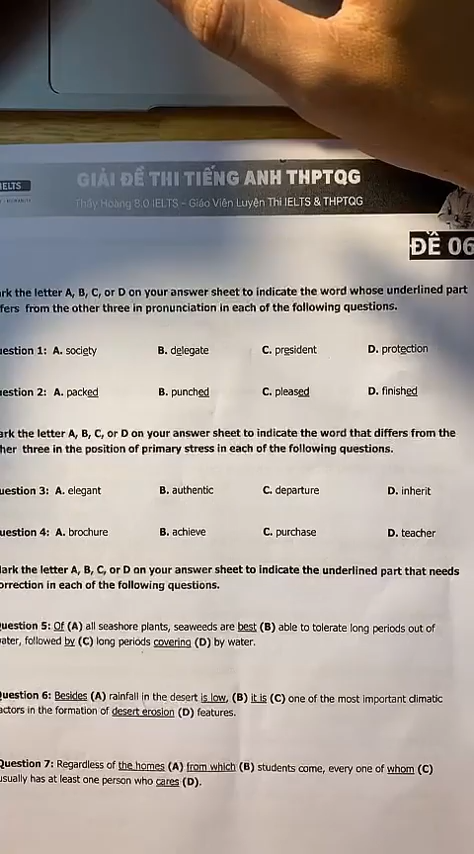 IELTS
GIẢI ĐỀ THI TIẾNG ANH THPTQG
Thầy Hoàng 8.0 IELTS - Giáo Viên Luyện Thi IELTS & THPTQG
ĐỀ 06
rk the letter A, B, C, or D on your answer sheet to indicate the word whose underlined part
fers from the other three in pronunciation in each of the following questions.
uestion 1: A. society B. delegate C. president D. protection
uestion 2: A. packed B. punched C. pleased D. finished
ark the letter A, B, C, or D on your answer sheet to indicate the word that differs from the
her three in the position of primary stress in each of the following questions.
uestion 3: A. elegant B. authentic C. departure D. inherit
uestion 4: A. brochure B. achieve C. purchase D. teacher
lark the letter A, B, C, or D on your answer sheet to indicate the underlined part that needs
orrection in each of the following questions.
Question 5: Of (A) all seashore plants, seaweeds are best (B) able to tolerate long periods out of
ater, followed by (C) long periods covering (D) by water.
Question 6: Besides (A) rainfall in the desert is low, (B) it is (C) one of the most important climatic
actors in the formation of desert erosion (D) features.
Question 7: Regardless of the homes (A) from which (B) students come, every one of whom (C)
usually has at least one person who cares (D).